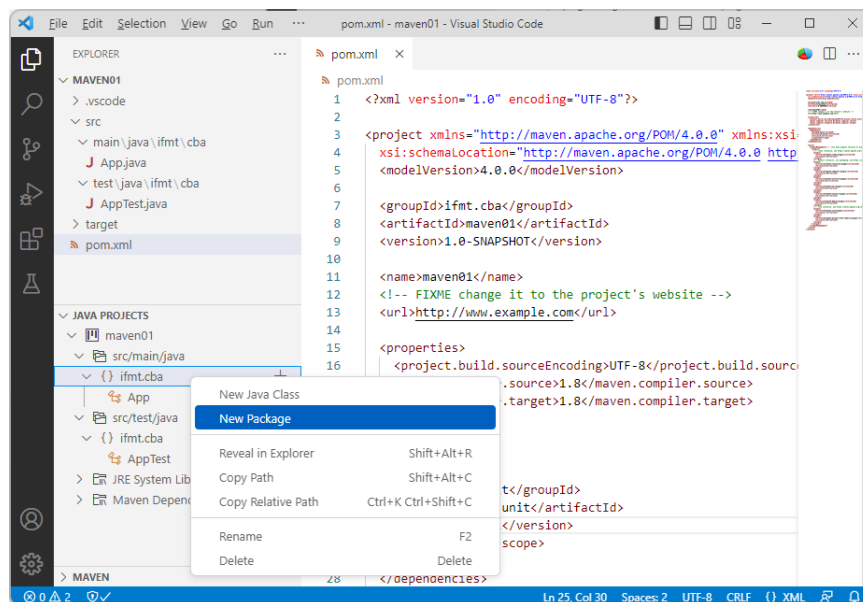 File Edit Selection View Go Run ··· pom.xml - maven01 - Visual Studio Code
EXPLORER ···
MAVEN01
.vscode
src
main\java\ifmt\cba
J App.java
test\java\ifmt\cba
J AppTest.java
target
pom.xml
JAVA PROJECTS
maven01
src/main/java
{} ifmt.cba
App
src/test/java
{} ifmt.cba
AppTest
JRE System Lib
Maven Depend
MAVEN
pom.xml
pom.xml
1 <?xml version="1.0" encoding="UTF-8"?>
2
3 <project xmlns="http://maven.apache.org/POM/4.0.0" xmlns:xsi
4 xsi:schemaLocation="http://maven.apache.org/POM/4.0.0 http
5 <modelVersion>4.0.0</modelVersion>
6
7 <groupId>ifmt.cba</groupId>
8 <artifactId>maven01</artifactId>
9 <version>1.0-SNAPSHOT</version>
10
11 <name>maven01</name>
12 <!-- FIXME change it to the project's website -->
13 <url>http://www.example.com</url>
14
15 <properties>
16 <project.build.sourceEncoding>UTF-8</project.build.sourc
.source>1.8</maven.compiler.source>
.target>1.8</maven.compiler.target>
t</groupId>
unit</artifactId>
</version>
scope>
28 </dependencies>
New Java Class
New Package
Reveal in Explorer Shift+Alt+R
Copy Path Shift+Alt+C
Copy Relative Path Ctrl+K Ctrl+Shift+C
Rename F2
Delete Delete
0 2 Ln 25, Col 30 Spaces: 2 UTF-8 CRLF {} XML